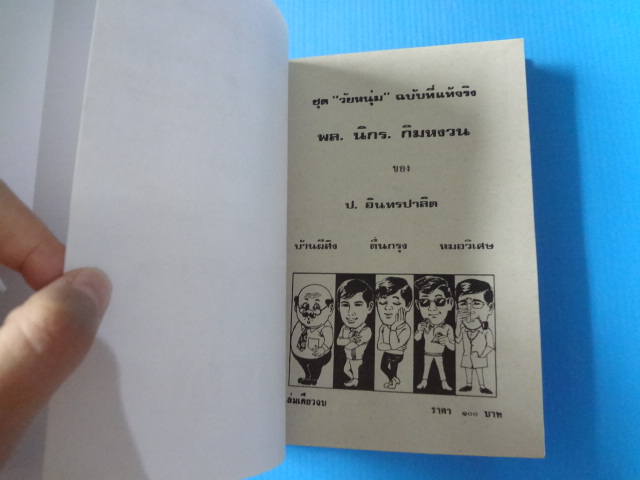 ชุด "วัยหนุ่ม" ฉบับที่แท้จริง
พล. นิกร. กิมหงวน
ของ
ป. อินทรปาลิต
บ้านผีสิง ตื่นกรุง หมอวิเศษ
ล่มเดียวจบ ราคา ๑๐๐ บาท